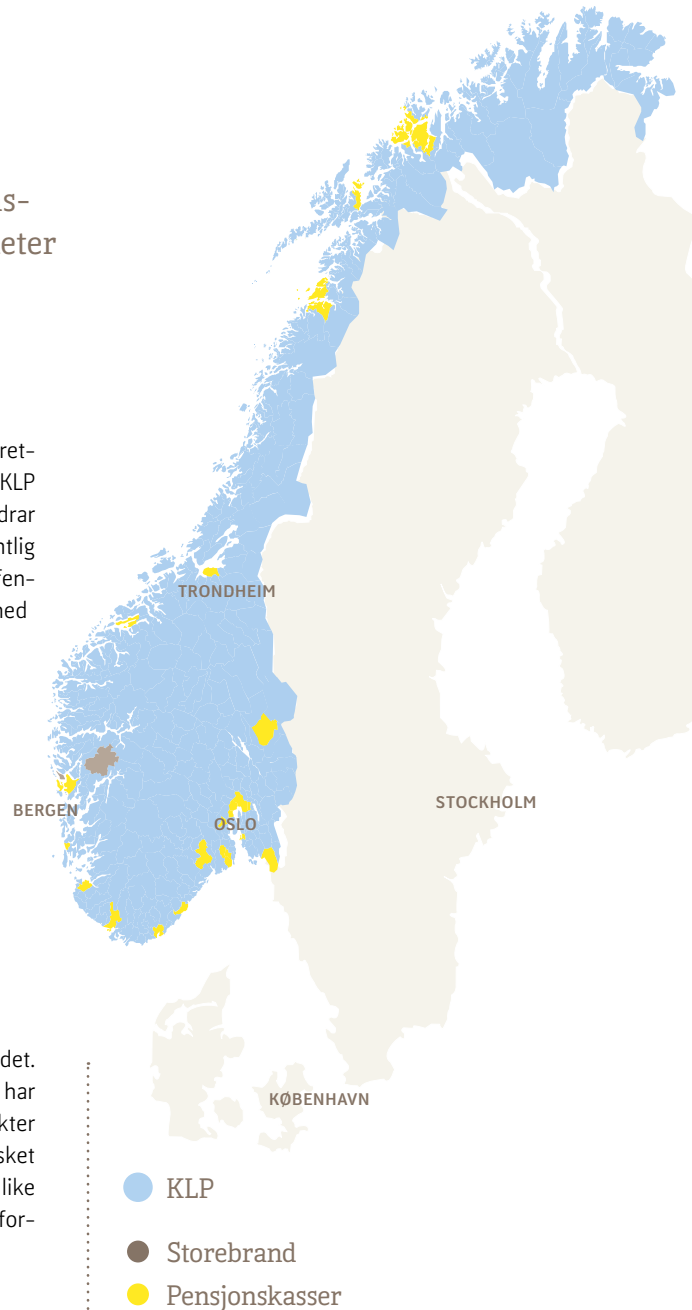 s-
eter
ret-
KLP
drar
ntlig
fen-
ned
TRONDHEIM
BERGEN
OSLO
STOCKHOLM
det.
har
kter
sket
like
for-
KØBENHAVN
KLP
Storebrand
Pensjonskasser